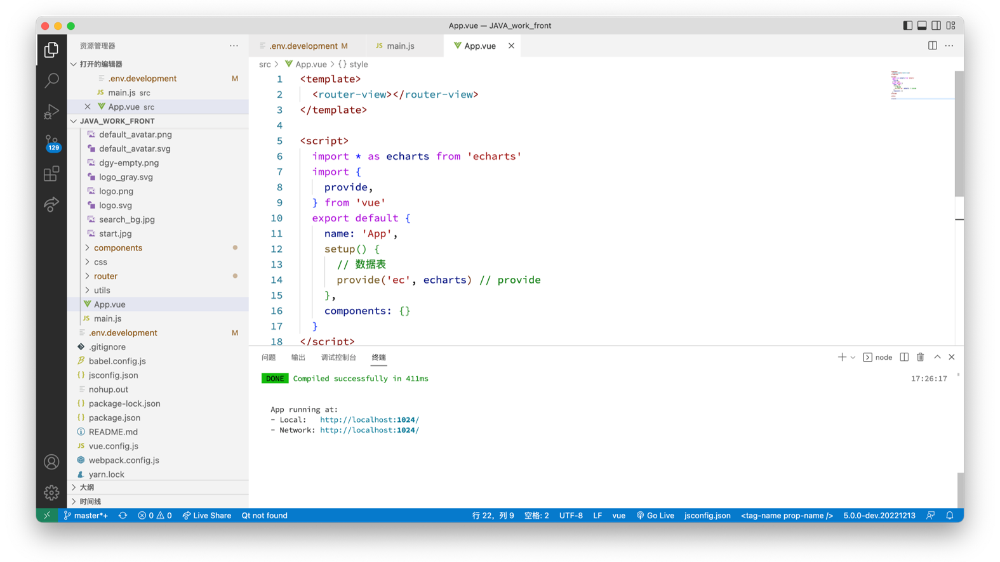 App.vue — JAVA_work_front
资源管理器
打开的编辑器
.env.development M
JS main.js src
App.vue src
JAVA_WORK_FRONT
default_avatar.png
default_avatar.svg
dgy-empty.png
logo_gray.svg
logo.png
logo.svg
search_bg.jpg
start.jpg
components
css
router
utils
App.vue
JS main.js
.env.development M
.gitignore
babel.config.js
{} jsconfig.json
nohup.out
{} package-lock.json
{} package.json
README.md
JS vue.config.js
webpack.config.js
yarn.lock
大纲
时间线
129
.env.development M
JS main.js
App.vue
src > App.vue > {} style
1 <template>
2 <router-view></router-view>
3 </template>
4
5 <script>
6 import * as echarts from 'echarts'
7 import {
8 provide,
9 } from 'vue'
10 export default {
11 name: 'App',
12 setup() {
13 // 数据表
14 provide('ec', echarts) // provide
15 },
16 components: {}
17 }
18 </script>
问题 输出 调试控制台 终端
node
DONE Compiled successfully in 411ms 17:26:17
App running at:
- Local: http://localhost:1024/
- Network: http://localhost:1024/
master*+ 0 0 Live Share Qt not found 行 22，列 9 空格: 2 UTF-8 LF vue Go Live jsconfig.json <tag-name prop-name /> 5.0.0-dev.20221213